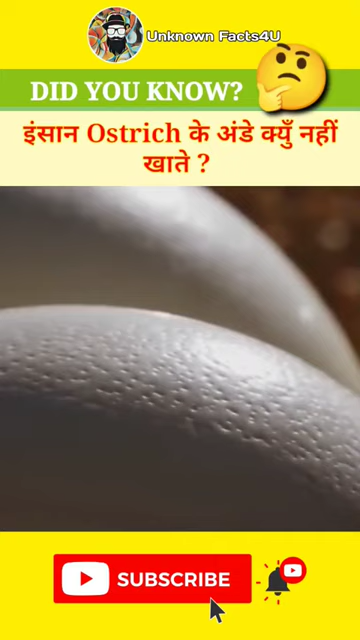 Unknown Facts4U
DID YOU KNOW?
इंसान Ostrich के अंडे क्युँ नहीं
खाते ?
SUBSCRIBE